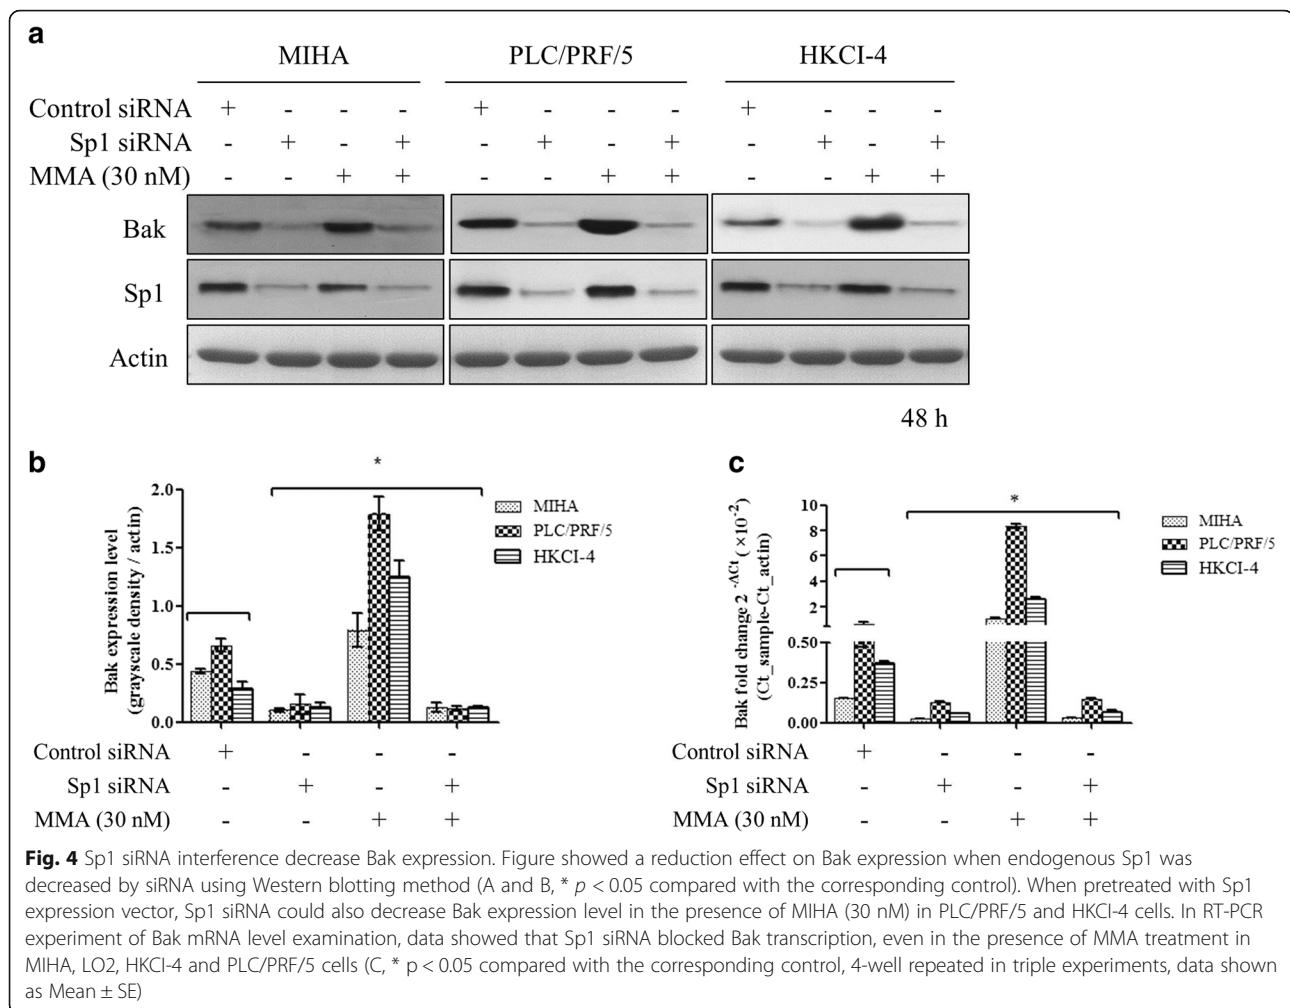 a
MIHA PLC/PRF/5 HKCI-4
Control siRNA + - - - + - - - + - - -
Sp1 siRNA - + - + - + - + - + - +
MMA (30 nM) - - + + - - + + - - + +
Bak
Sp1
Actin
48 h
b
*
Bak expression level
(grayscale density / actin)
2.0
1.5
1.0
0.5
0.0
MIHA
PLC/PRF/5
HKCI-4
Control siRNA + - - -
Sp1 siRNA - + - +
MMA (30 nM) - - + +
c
*
Bak fold change 2 -ΔCt (×10-2)
(Ct_sample-Ct_actin)
10
8
6
4
2
0.50
0.25
0.00
MIHA
PLC/PRF/5
HKCI-4
Control siRNA + - - -
Sp1 siRNA - + - +
MMA (30 nM) - - + +
Fig. 4 Sp1 siRNA interference decrease Bak expression. Figure showed a reduction effect on Bak expression when endogenous Sp1 was
decreased by siRNA using Western blotting method (A and B, * p < 0.05 compared with the corresponding control). When pretreated with Sp1
expression vector, Sp1 siRNA could also decrease Bak expression level in the presence of MIHA (30 nM) in PLC/PRF/5 and HKCI-4 cells. In RT-PCR
experiment of Bak mRNA level examination, data showed that Sp1 siRNA blocked Bak transcription, even in the presence of MMA treatment in
MIHA, LO2, HKCI-4 and PLC/PRF/5 cells (C, * p < 0.05 compared with the corresponding control, 4-well repeated in triple experiments, data shown
as Mean ± SE)